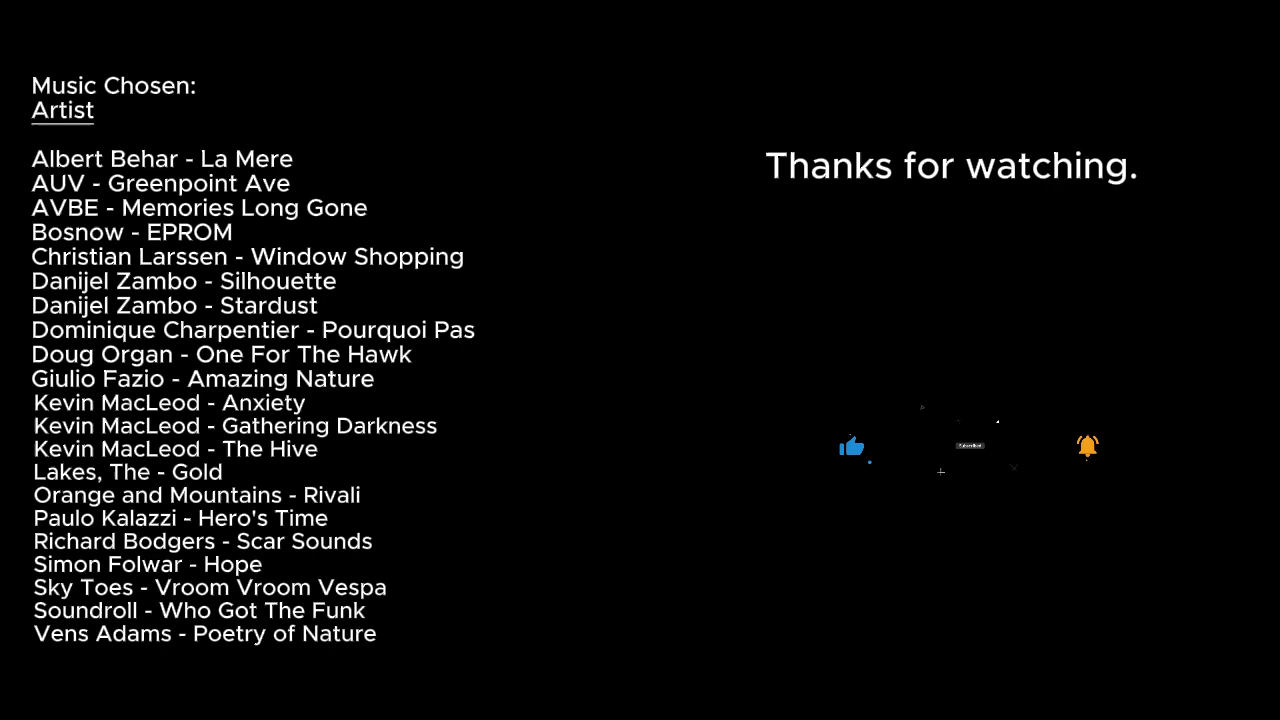 Music Chosen:
Artist
Albert Behar - La Mere
AUV - Greenpoint Ave
AVBE - Memories Long Gone
Bosnow - EPROM
Christian Larssen - Window Shopping
Danijel Zambo - Silhouette
Danijel Zambo - Stardust
Dominique Charpentier - Pourquoi Pas
Doug Organ - One For The Hawk
Giulio Fazio - Amazing Nature
Kevin MacLeod - Anxiety
Kevin MacLeod - Gathering Darkness
Kevin MacLeod - The Hive
Lakes, The - Gold
Orange and Mountains - Rivali
Paulo Kalazzi - Hero's Time
Richard Bodgers - Scar Sounds
Simon Folwar - Hope
Sky Toes - Vroom Vroom Vespa
Soundroll - Who Got The Funk
Vens Adams - Poetry of Nature
Thanks for watching.
Subscribed